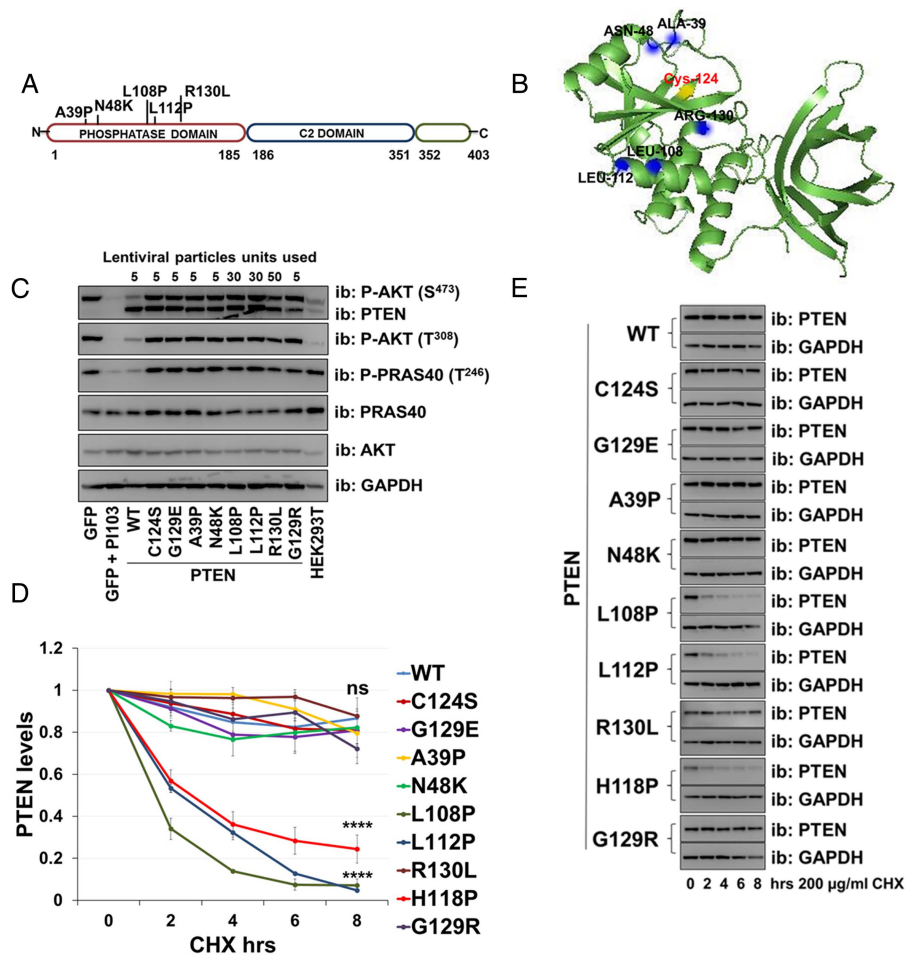 A
A39P
N48K
L108P
L112P
R130L
N
PHOSPHATASE DOMAIN
C2 DOMAIN
C
1
185
186
351
352
403
B
ASN-48
ALA-39
Cys-124
ARG-130
LEU-108
LEU-112
C
Lentiviral particles units used
5 5 5 5 5 30 30 50 5
ib: P-AKT (S473)
ib: PTEN
ib: P-AKT (T308)
ib: P-PRAS40 (T246)
ib: PRAS40
ib: AKT
ib: GAPDH
GFP
GFP + PI103
WT
C124S
G129E
A39P
N48K
L108P
L112P
R130L
G129R
HEK293T
PTEN
D
PTEN levels
1.2
1
0.8
0.6
0.4
0.2
0
0 2 4 6 8
CHX hrs
ns
****
****
WT
C124S
G129E
A39P
N48K
L108P
L112P
R130L
H118P
G129R
E
PTEN
WT
ib: PTEN
ib: GAPDH
C124S
ib: PTEN
ib: GAPDH
G129E
ib: PTEN
ib: GAPDH
A39P
ib: PTEN
ib: GAPDH
N48K
ib: PTEN
ib: GAPDH
L108P
ib: PTEN
ib: GAPDH
L112P
ib: PTEN
ib: GAPDH
R130L
ib: PTEN
ib: GAPDH
H118P
ib: PTEN
ib: GAPDH
G129R
ib: PTEN
ib: GAPDH
0 2 4 6 8 hrs 200 µg/ml CHX